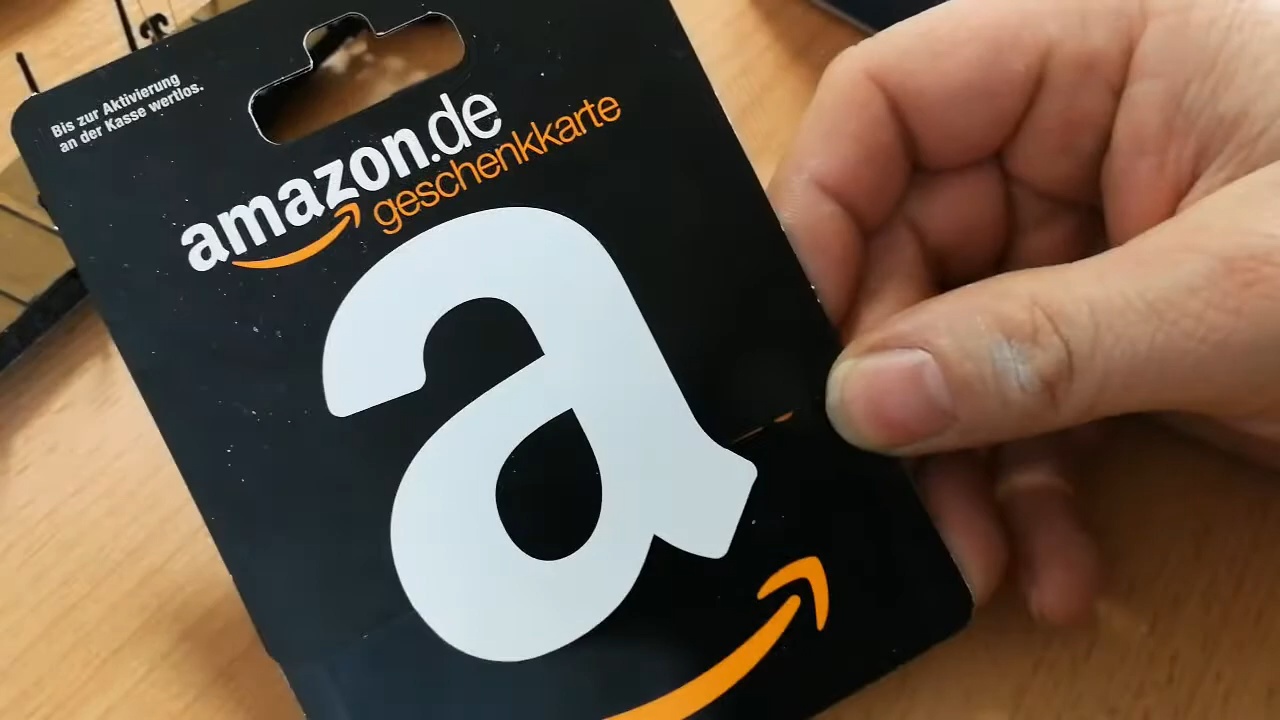 Bis zur Aktivierung
an der Kasse wertlos.
amazon.de
geschenkkarte
a